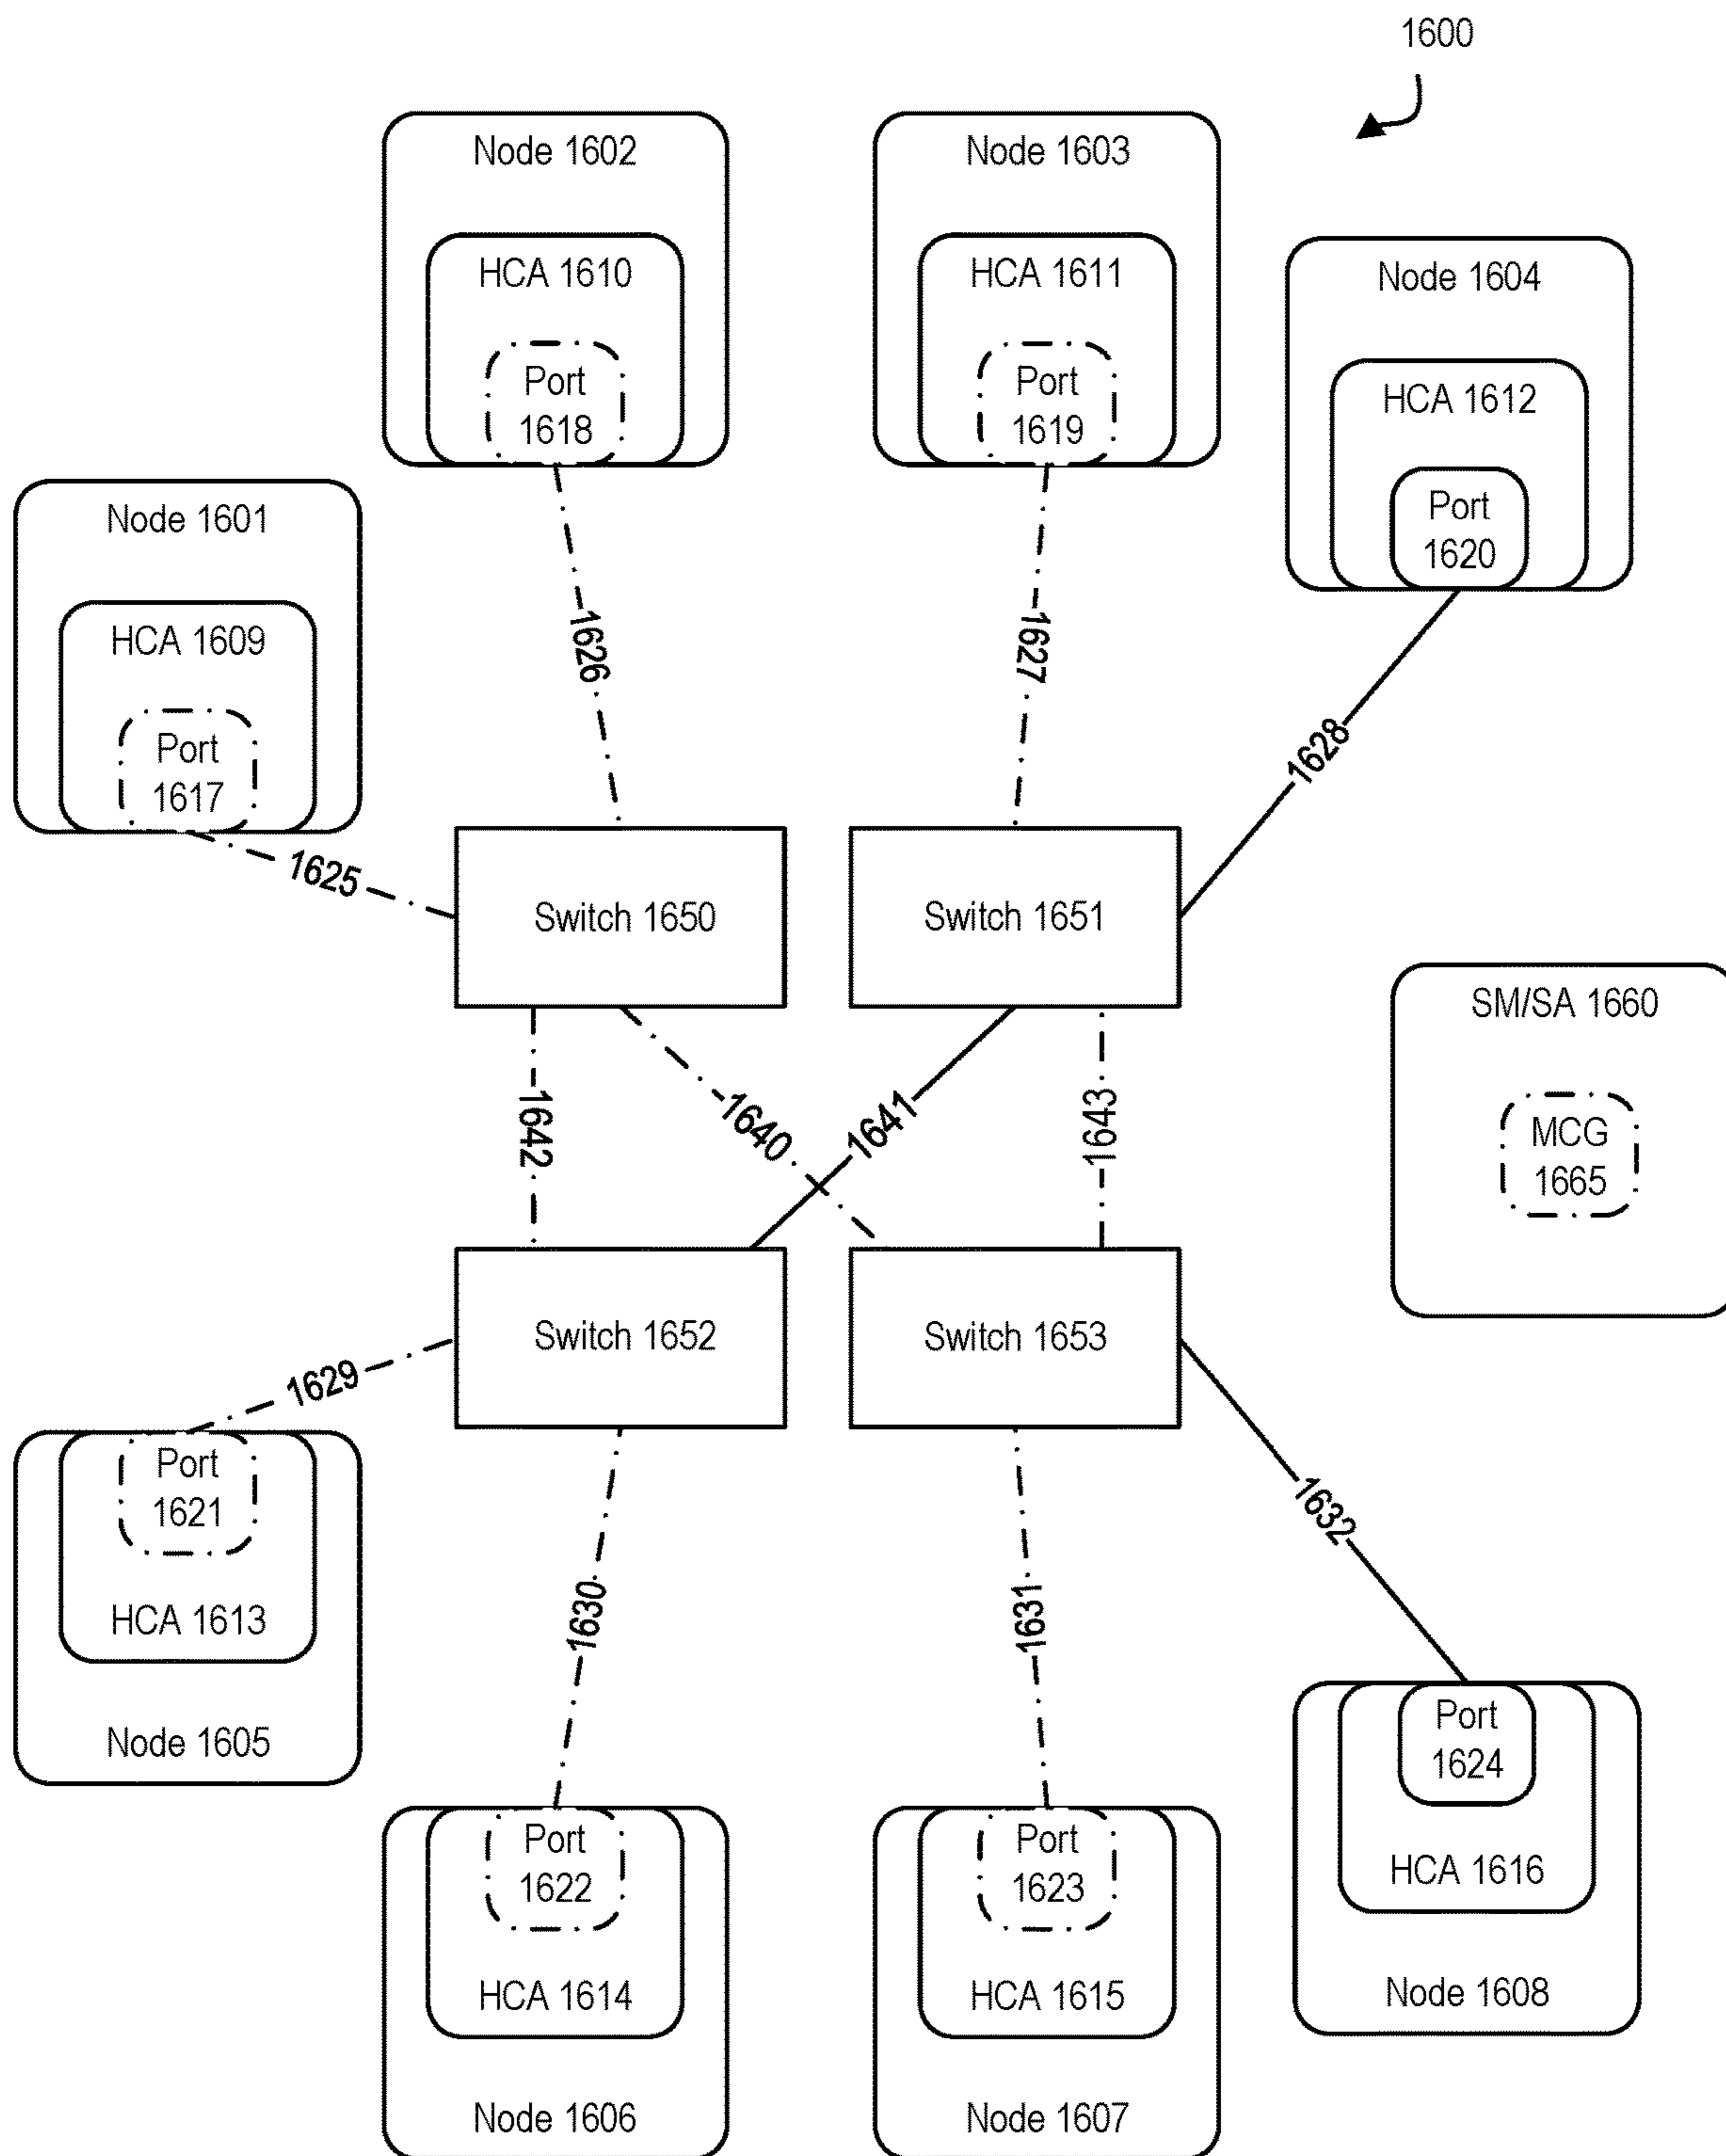 1600
Node 1602
HCA 1610
Port
1618
Node 1603
HCA 1611
Port
1619
Node 1604
HCA 1612
Port
1620
Node 1601
HCA 1609
Port
1617
1626
1627
1628
1625
Switch 1650
Switch 1651
SM/SA 1660
MCG
1665
1642
1640
1641
1643
Switch 1652
Switch 1653
1629
1630
1631
1632
Port
1621
HCA 1613
Node 1605
Port
1622
HCA 1614
Node 1606
Port
1623
HCA 1615
Node 1607
Port
1624
HCA 1616
Node 1608